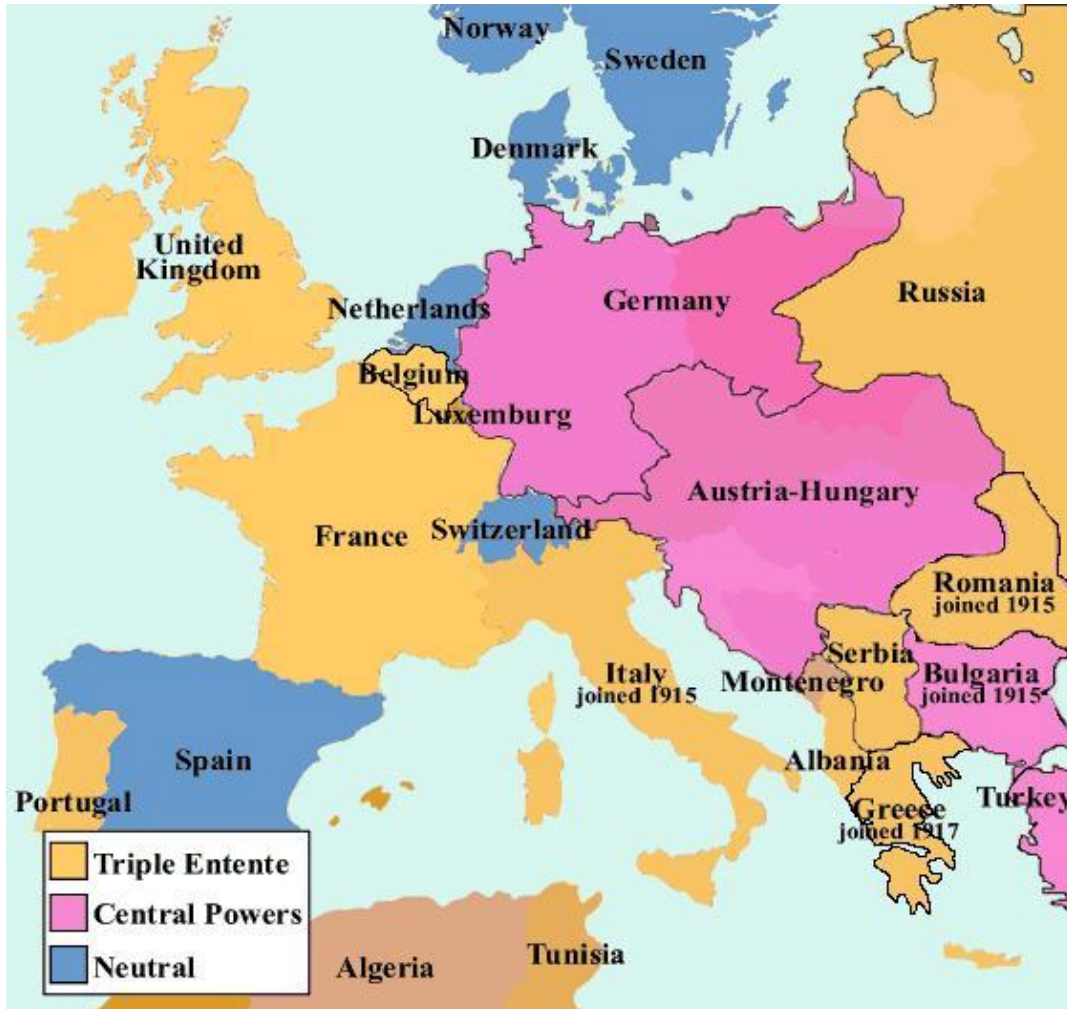 Norway
Sweden
Denmark
United
Kingdom
Netherlands
Germany
Russia
Belgium
Luxemburg
Austria-Hungary
Switzerland
France
Romania
joined 1915
Serbia
Italy
joined 1915
Montenegro
Bulgaria
joined 1915
Spain
Albania
Portugal
Greese
joined 1917
Turkey
Triple Entente
Central Powers
Neutral
Algeria
Tunisia